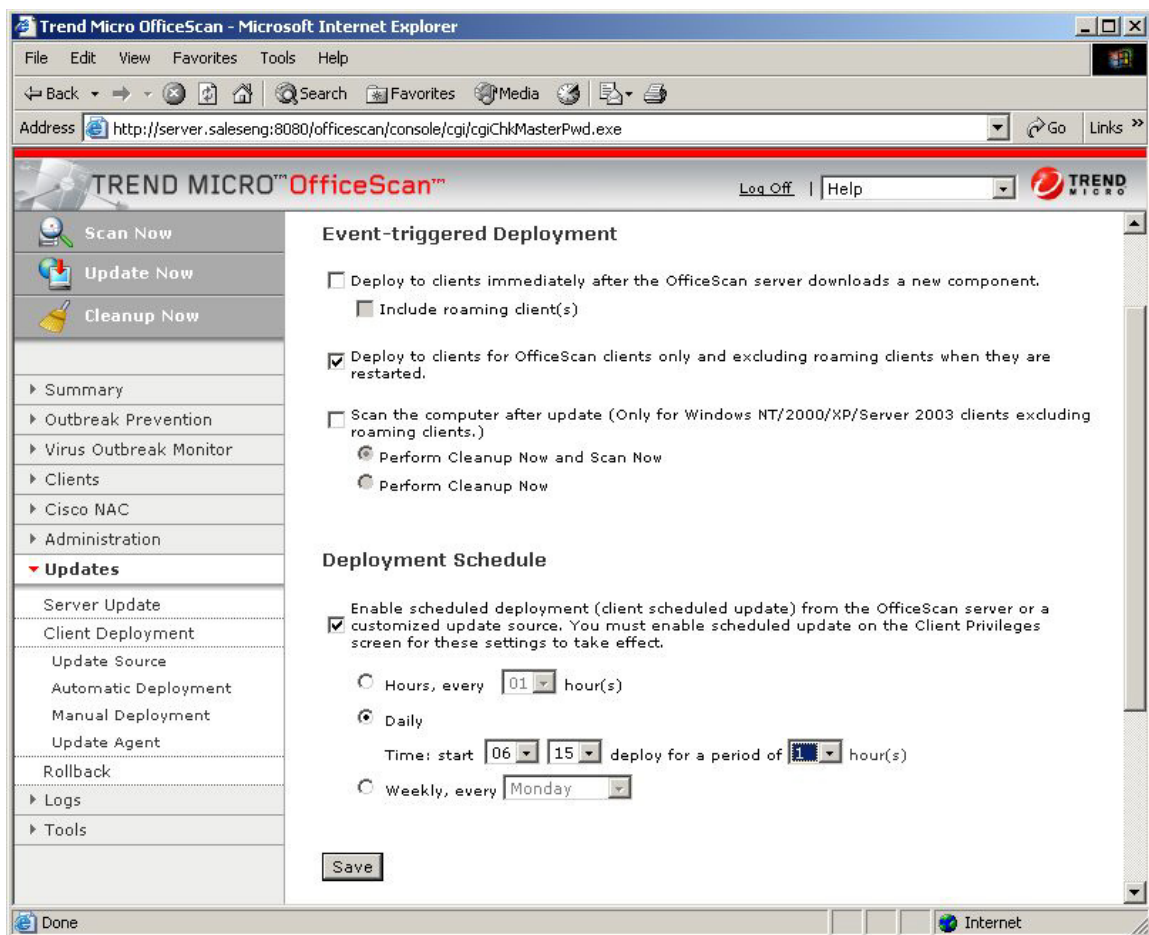 Trend Micro OfficeScan - Microsoft Internet Explorer
File Edit View Favorites Tools Help
Back Search Favorites Media
Address http://server.saleseng:8080/officescan/console/cgi/cgiChkMasterPwd.exe Go Links »
TREND MICRO™ OfficeScan™ Log Off | Help TREND MICRO
Scan Now
Update Now
Cleanup Now
Summary
Outbreak Prevention
Virus Outbreak Monitor
Clients
Cisco NAC
Administration
Updates
Server Update
Client Deployment
Update Source
Automatic Deployment
Manual Deployment
Update Agent
Rollback
Logs
Tools
Event-triggered Deployment
Deploy to clients immediately after the OfficeScan server downloads a new component.
Include roaming client(s)
Deploy to clients for OfficeScan clients only and excluding roaming clients when they are
restarted.
Scan the computer after update (Only for Windows NT/2000/XP/Server 2003 clients excluding
roaming clients.)
Perform Cleanup Now and Scan Now
Perform Cleanup Now
Deployment Schedule
Enable scheduled deployment (client scheduled update) from the OfficeScan server or a
customized update source. You must enable scheduled update on the Client Privileges
screen for these settings to take effect.
Hours, every 01 hour(s)
Daily
Time: start 06 15 deploy for a period of 1 hour(s)
Weekly, every Monday
Save
Done Internet